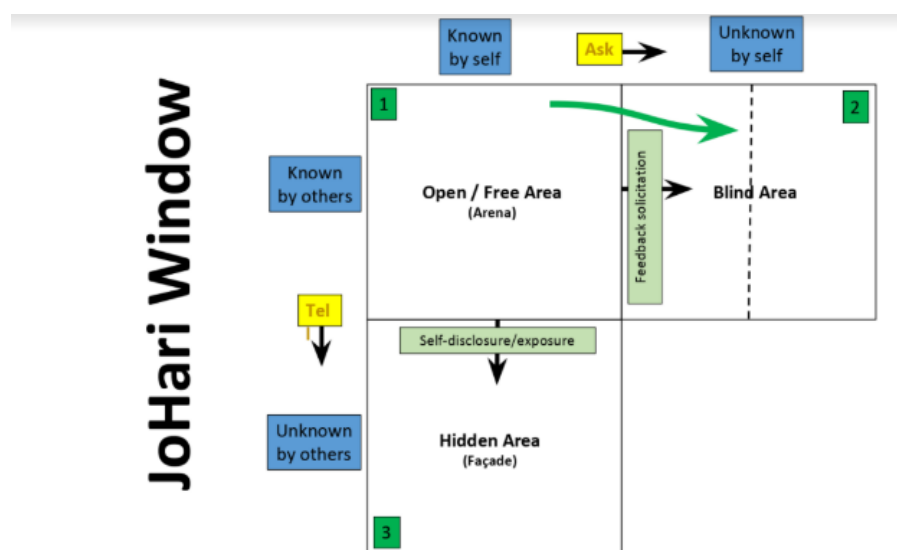 Known
by self
Ask
Unknown
by self
1
2
JoHari Window
Known
by others
Open / Free Area
(Arena)
Feedback solicitation
Blind Area
Tel
l
Self-disclosure/exposure
Unknown
by others
Hidden Area
(Façade)
3